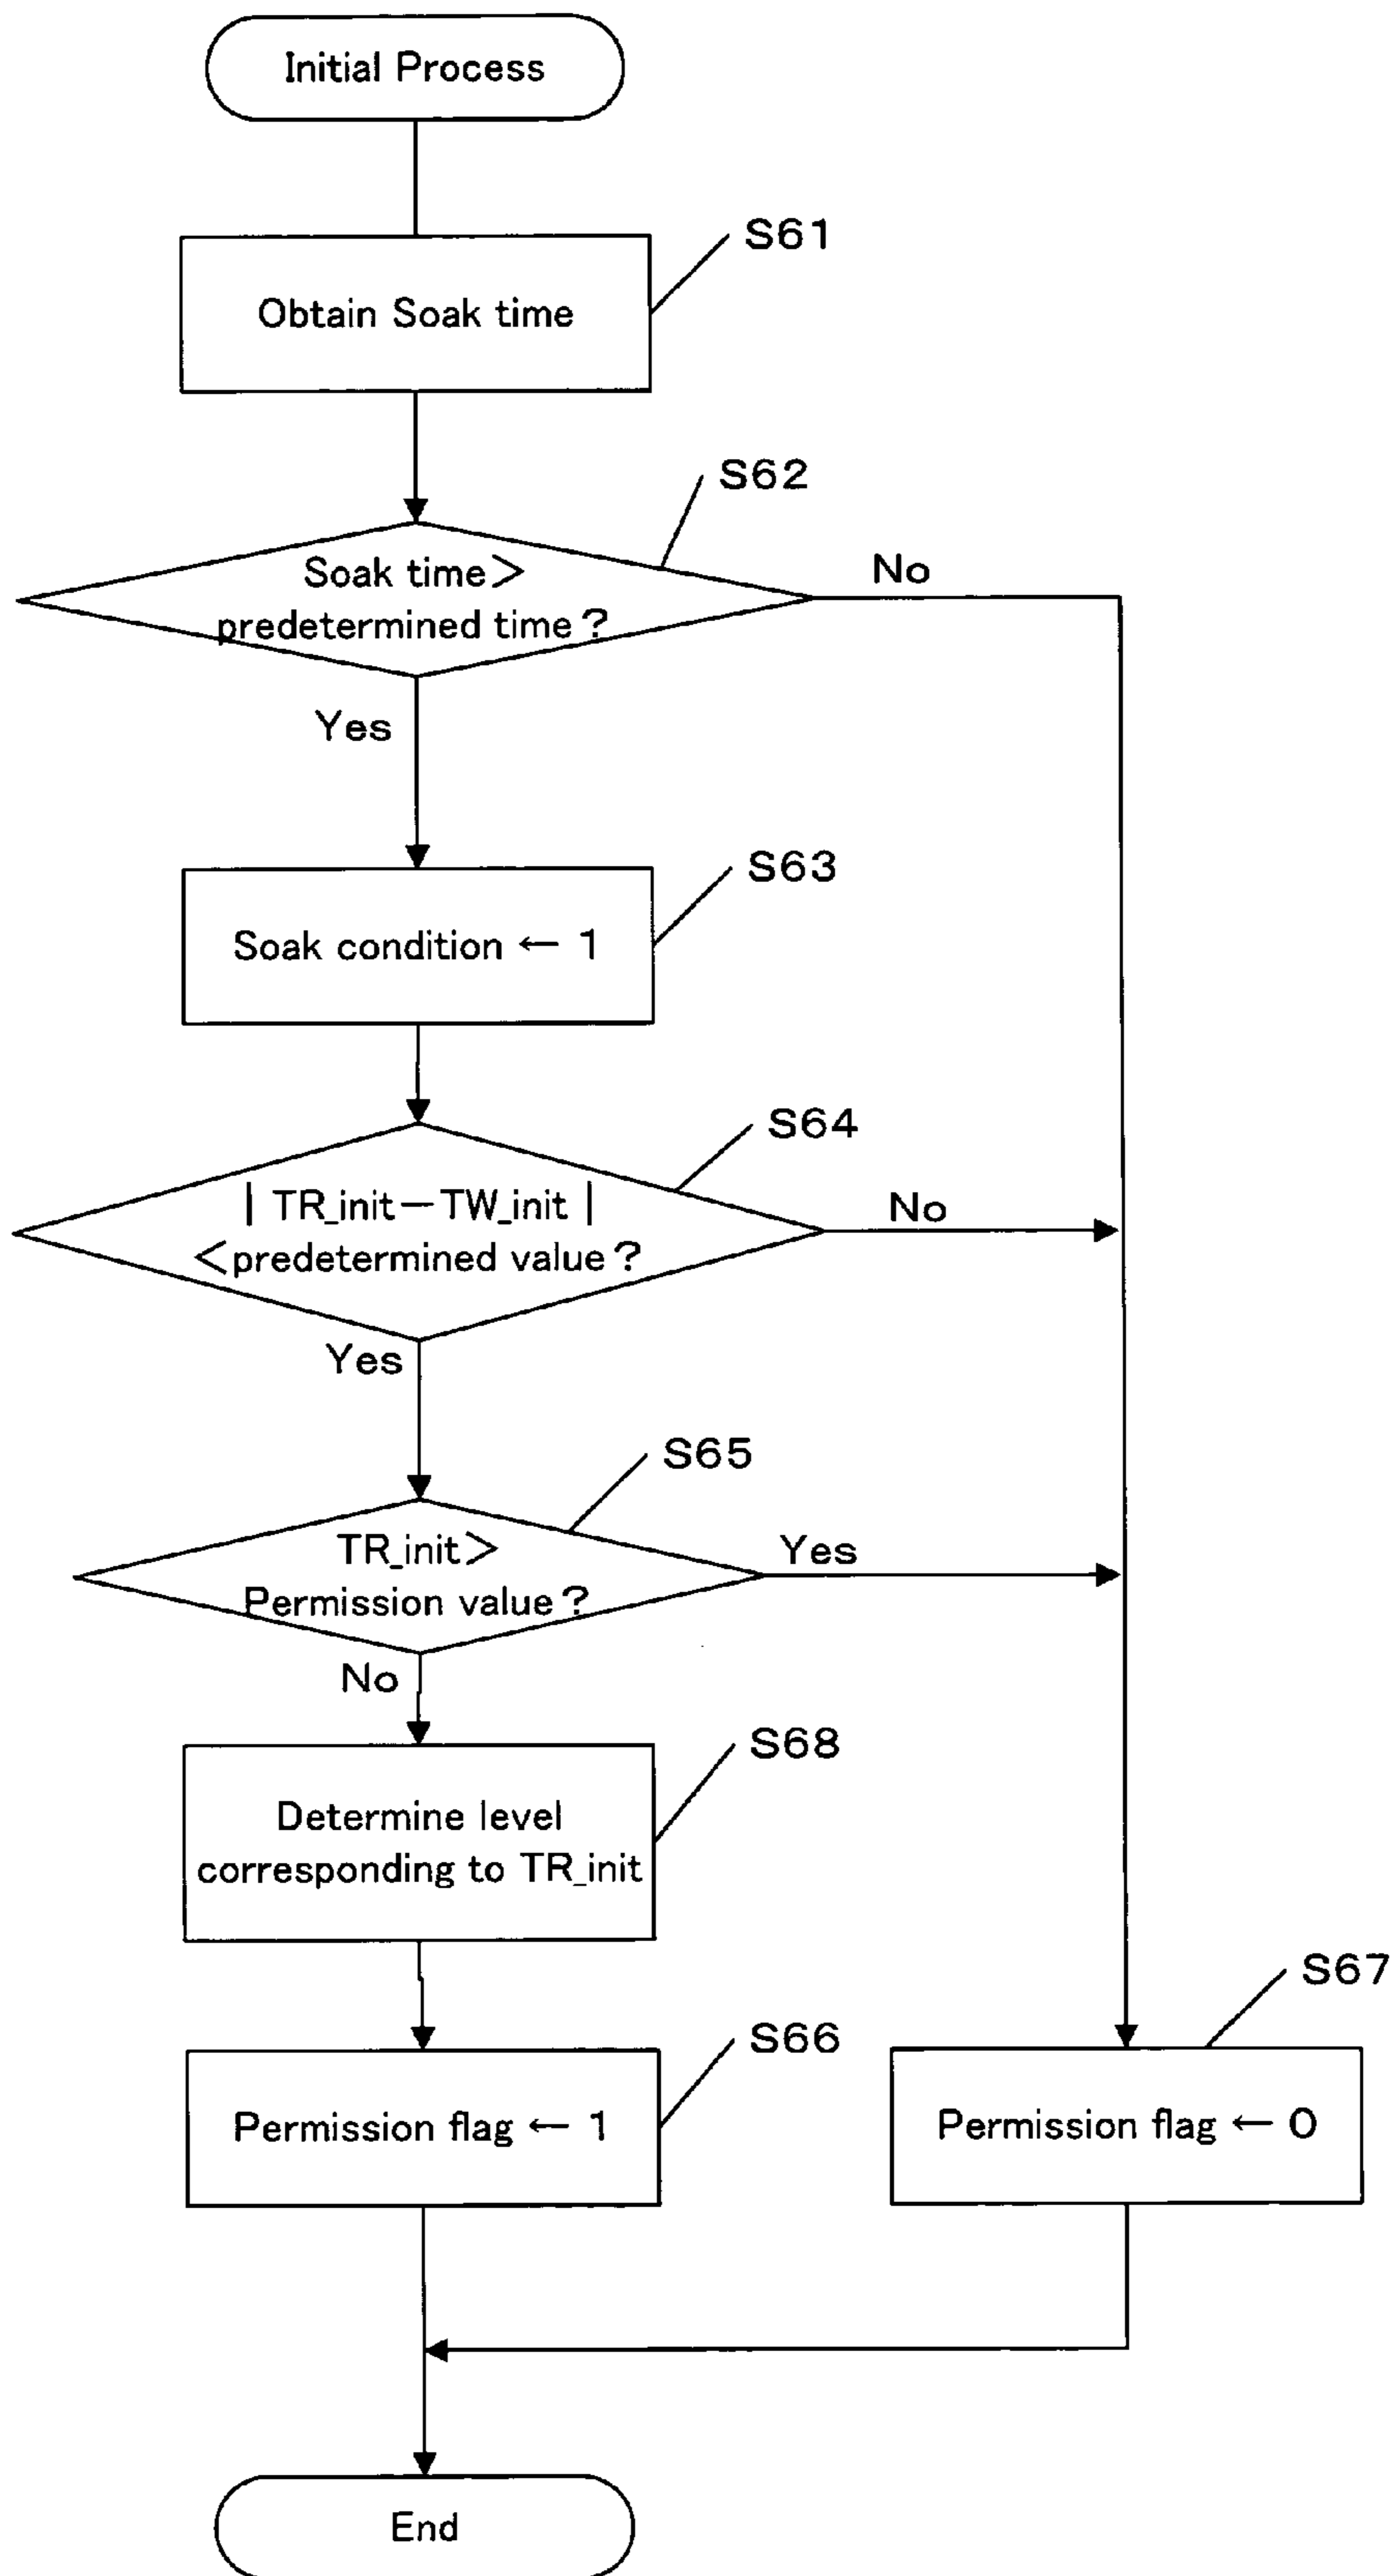 Initial Process
S61
Obtain Soak time
S62
Soak time>
predetermined time?
No
Yes
S63
Soak condition ← 1
S64
| TR_init−TW_init |
<predetermined value?
No
Yes
S65
TR_init>
Permission value?
Yes
No
S68
Determine level
corresponding to TR_init
S67
S66
Permission flag ← 1
Permission flag ← 0
End